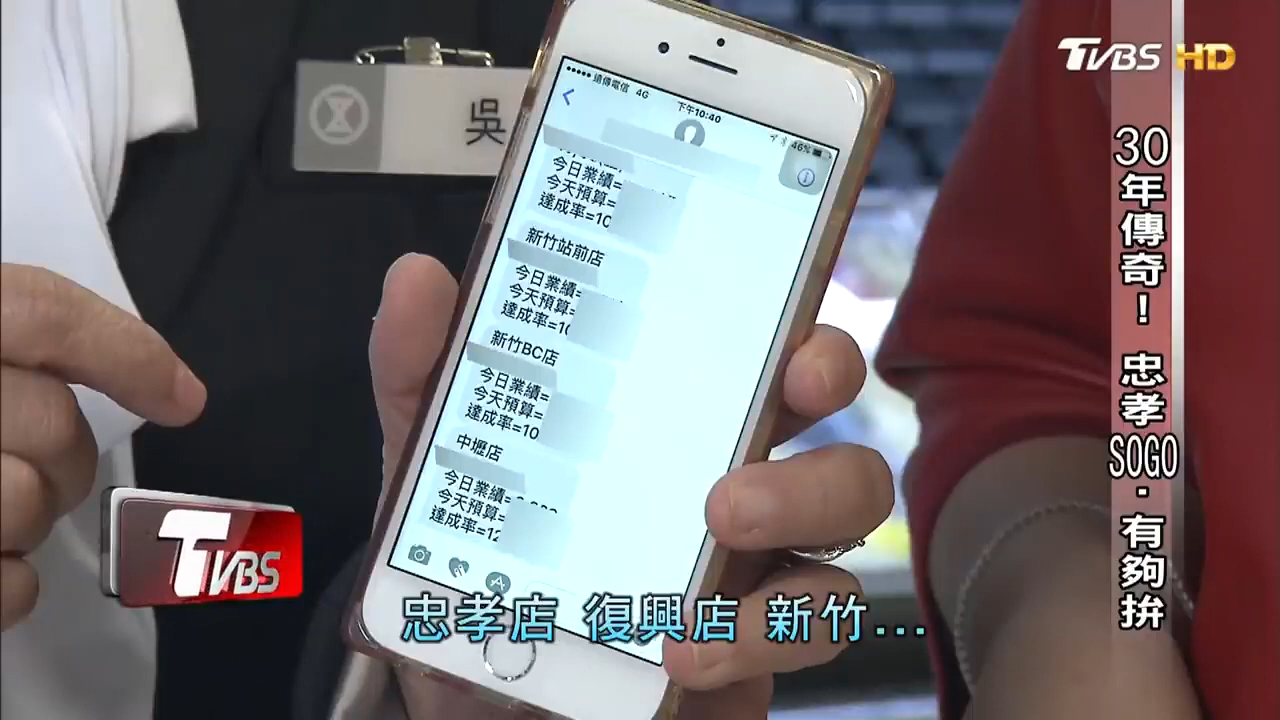 TVBS HD
30年傳奇！ 忠孝SOGO．有夠拚
吳
遠傳電信 4G
下午10:40
46%
今日業績=
今天預算=
達成率=10
新竹站前店
今日業績=
今天預算=
達成率=10
新竹BC店
今日業績=
今天預算=
達成率=10
中壢店
今日業績=
今天預算=
達成率=12
TVBS
忠孝店 復興店 新竹...